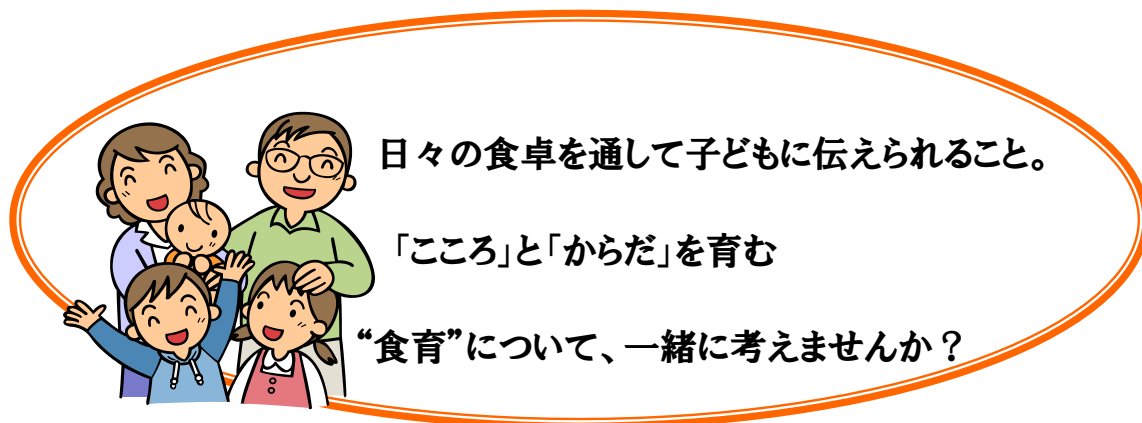 日々の食卓を通して子どもに伝えられること。
「こころ」と「からだ」を育む
“食育”について、一緒に考えませんか？